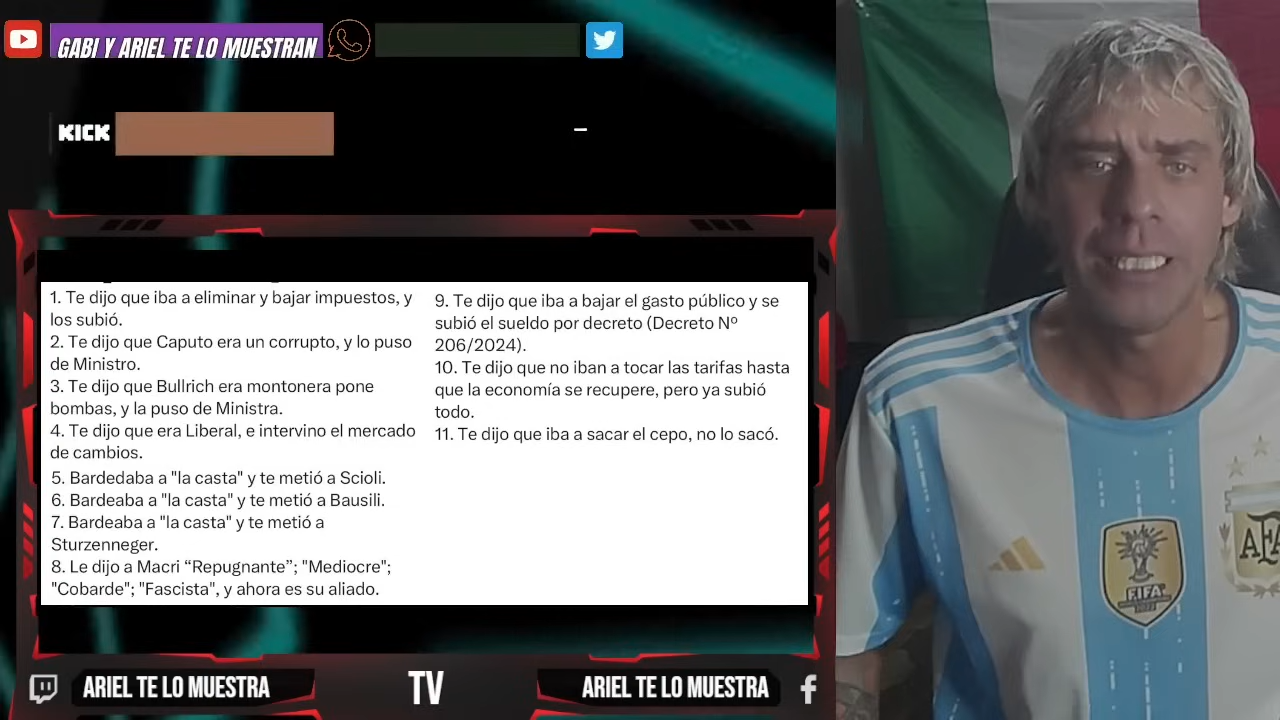 GABI Y ARIEL TE LO MUESTRAN
KICK
1. Te dijo que iba a eliminar y bajar impuestos, y
los subió.
2. Te dijo que Caputo era un corrupto, y lo puso
de Ministro.
3. Te dijo que Bullrich era montonera pone
bombas, y la puso de Ministra.
4. Te dijo que era Liberal, e intervino el mercado
de cambios.
5. Bardedaba a "la casta" y te metió a Scioli.
6. Bardeaba a "la casta" y te metió a Bausili.
7. Bardeaba a "la casta" y te metió a
Sturzenneger.
8. Le dijo a Macri “Repugnante”; "Mediocre";
"Cobarde"; "Fascista", y ahora es su aliado.
9. Te dijo que iba a bajar el gasto público y se
subió el sueldo por decreto (Decreto Nº
206/2024).
10. Te dijo que no iban a tocar las tarifas hasta
que la economía se recupere, pero ya subió
todo.
11. Te dijo que iba a sacar el cepo, no lo sacó.
AFA
FIFA
2022
ARIEL TE LO MUESTRA
TV
ARIEL TE LO MUESTRA